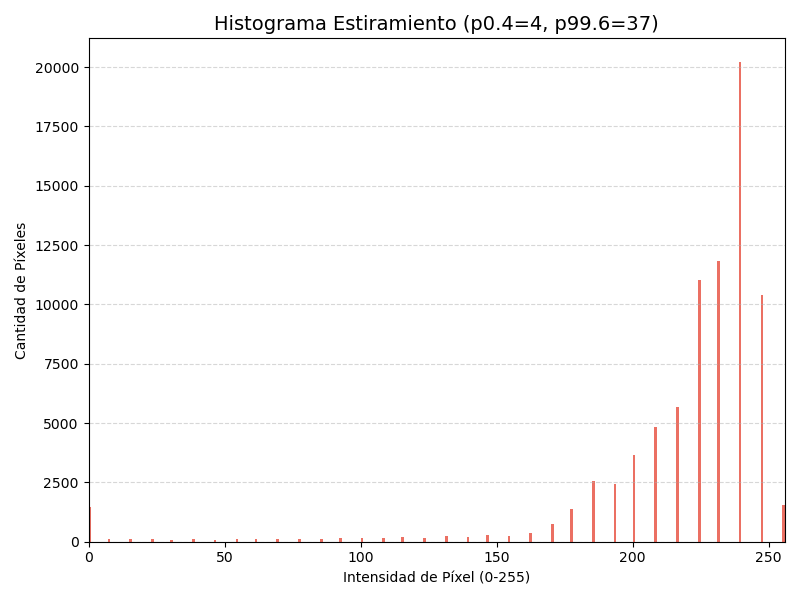 Histograma Estiramiento (p0.4=4, p99.6=37)
20000
17500
15000
12500
10000
7500
5000
2500
0
Cantidad de Píxeles
0 50 100 150 200 250
Intensidad de Píxel (0-255)